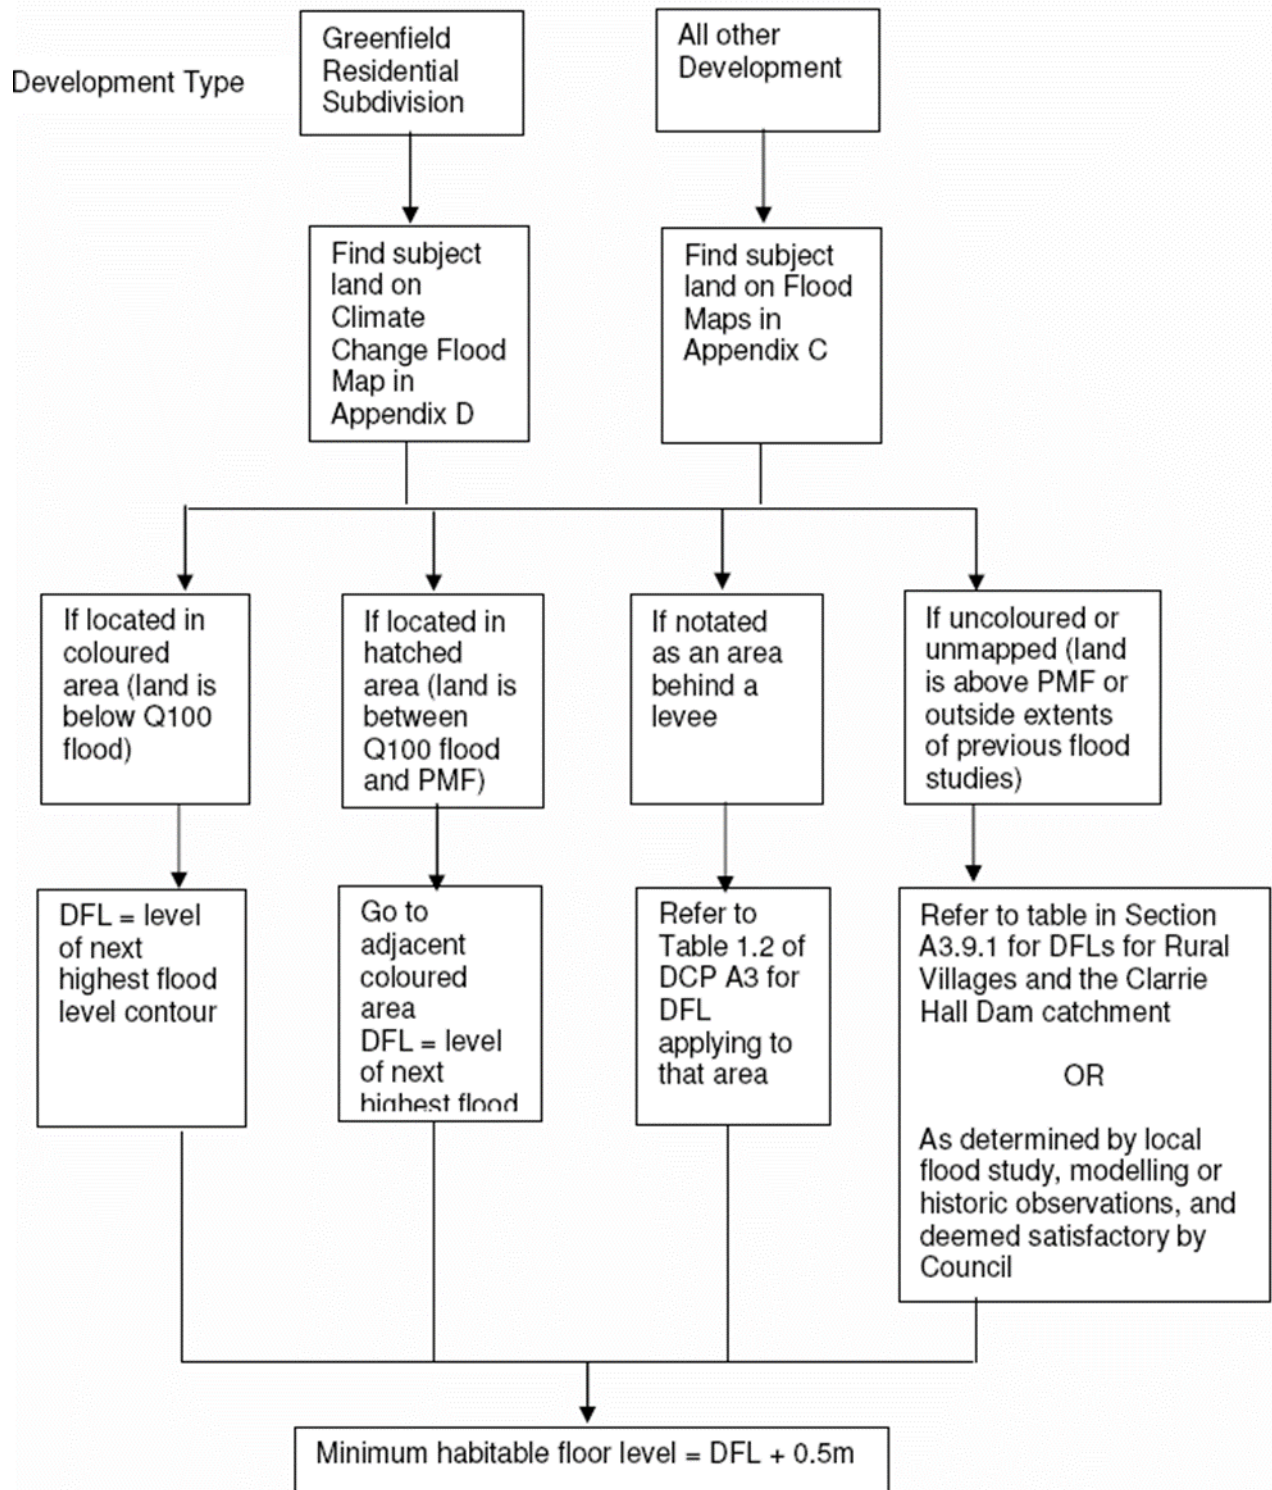 Development Type
Greenfield
Residential
Subdivision
All other
Development
Find subject
land on
Climate
Change Flood
Map in
Appendix D
Find subject
land on Flood
Maps in
Appendix C
If located in
coloured
area (land is
below Q100
flood)
If located in
hatched
area (land is
between
Q100 flood
and PMF)
If notated
as an area
behind a
levee
If uncoloured or
unmapped (land
is above PMF or
outside extents
of previous flood
studies)
DFL = level
of next
highest flood
level contour
Go to
adjacent
coloured
area
DFL = level
of next
highest flood
Refer to
Table 1.2 of
DCP A3 for
DFL
applying to
that area
Refer to table in Section
A3.9.1 for DFLs for Rural
Villages and the Clarrie
Hall Dam catchment
OR
As determined by local
flood study, modelling or
historic observations, and
deemed satisfactory by
Council
Minimum habitable floor level = DFL + 0.5m